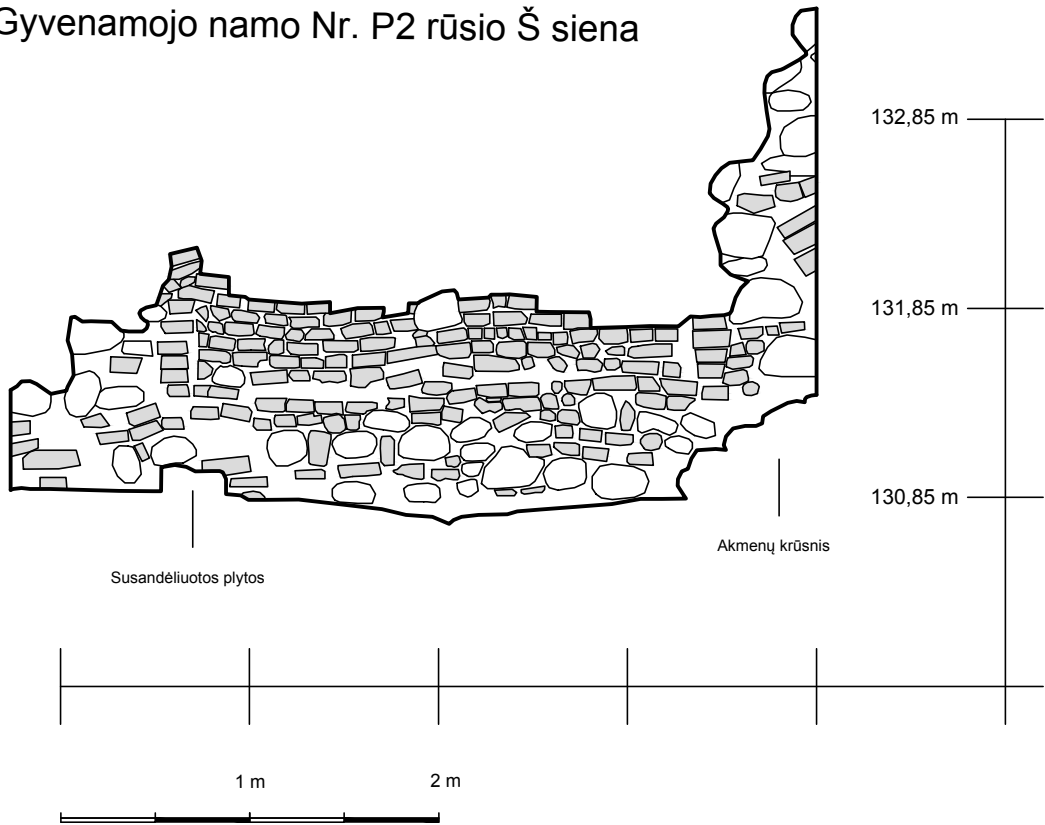 Gyvenamojo namo Nr. P2 rūsio Š siena
132,85 m
131,85 m
130,85 m
Akmenų krūsnis
Susandėliuotos plytos
1 m
2 m